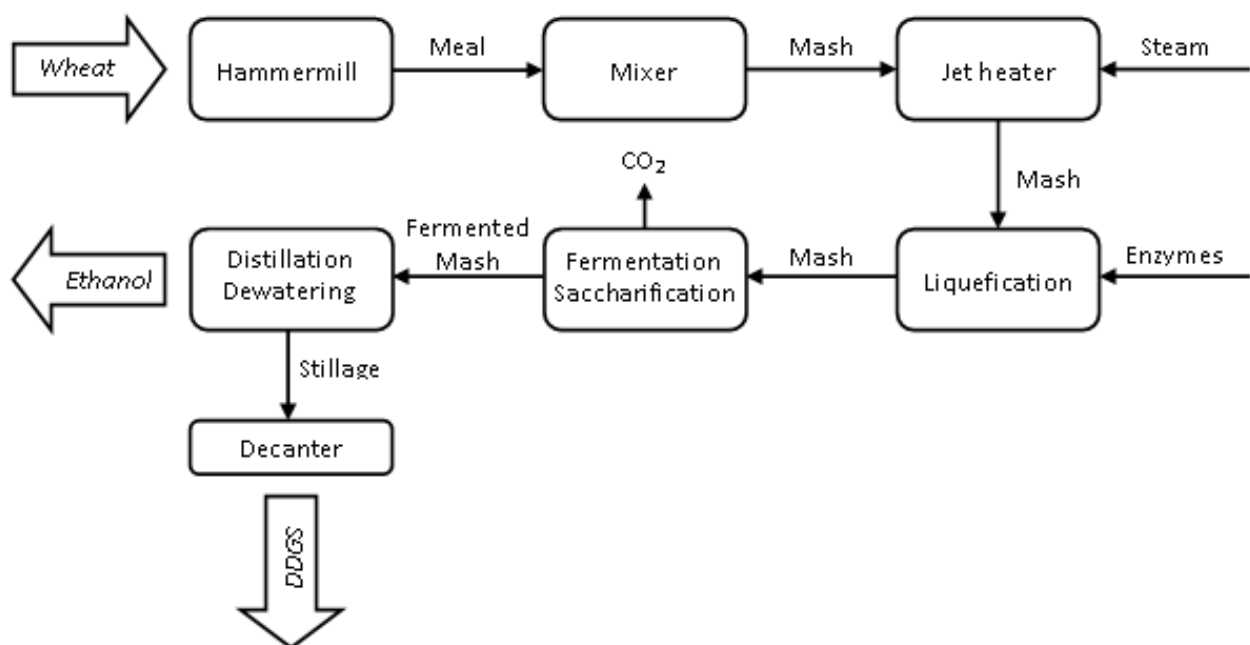 Wheat
Hammermill
Meal
Mixer
Mash
Jet heater
Steam
CO₂
Mash
Ethanol
Distillation
Dewatering
Fermented
Mash
Fermentation
Saccharification
Mash
Liquefication
Enzymes
Stillage
Decanter
DDGS